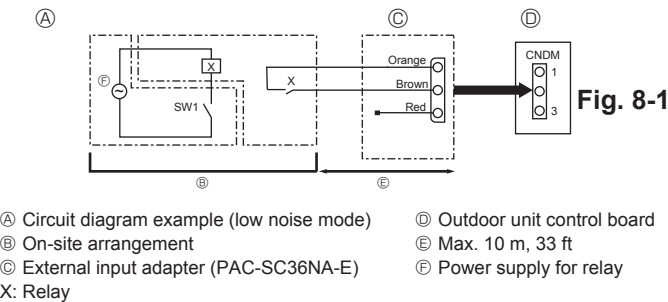 Ⓐ Ⓒ Ⓓ
Orange
CNDM
X
1
Ⓕ
X
Brown
SW1
Red
3
Fig. 8-1
Ⓑ Ⓔ
Ⓐ Circuit diagram example (low noise mode)
Ⓑ On-site arrangement
Ⓒ External input adapter (PAC-SC36NA-E)
X: Relay
Ⓓ Outdoor unit control board
Ⓔ Max. 10 m, 33 ft
Ⓕ Power supply for relay